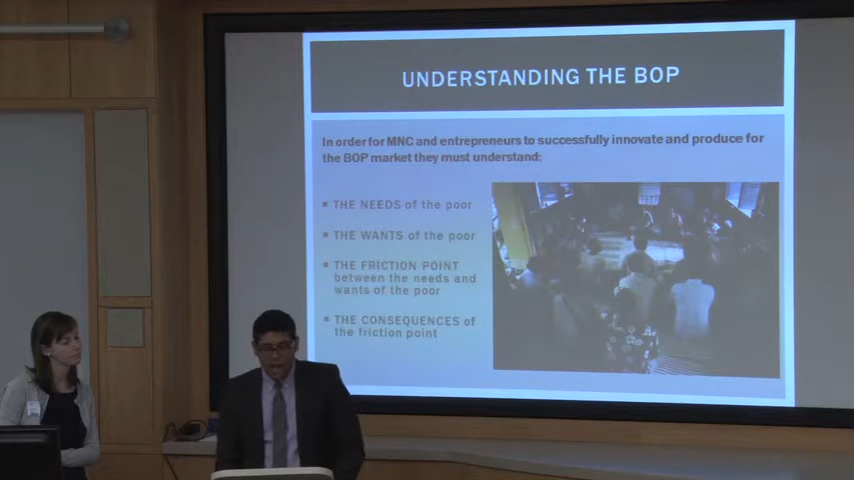 UNDERSTANDING THE BOP
In order for MNC and entrepreneurs to successfully innovate and produce for
the BOP market they must understand:
▪ THE NEEDS of the poor
▪ THE WANTS of the poor
▪ THE FRICTION POINT
between the needs and
wants of the poor
▪ THE CONSEQUENCES of
the friction point